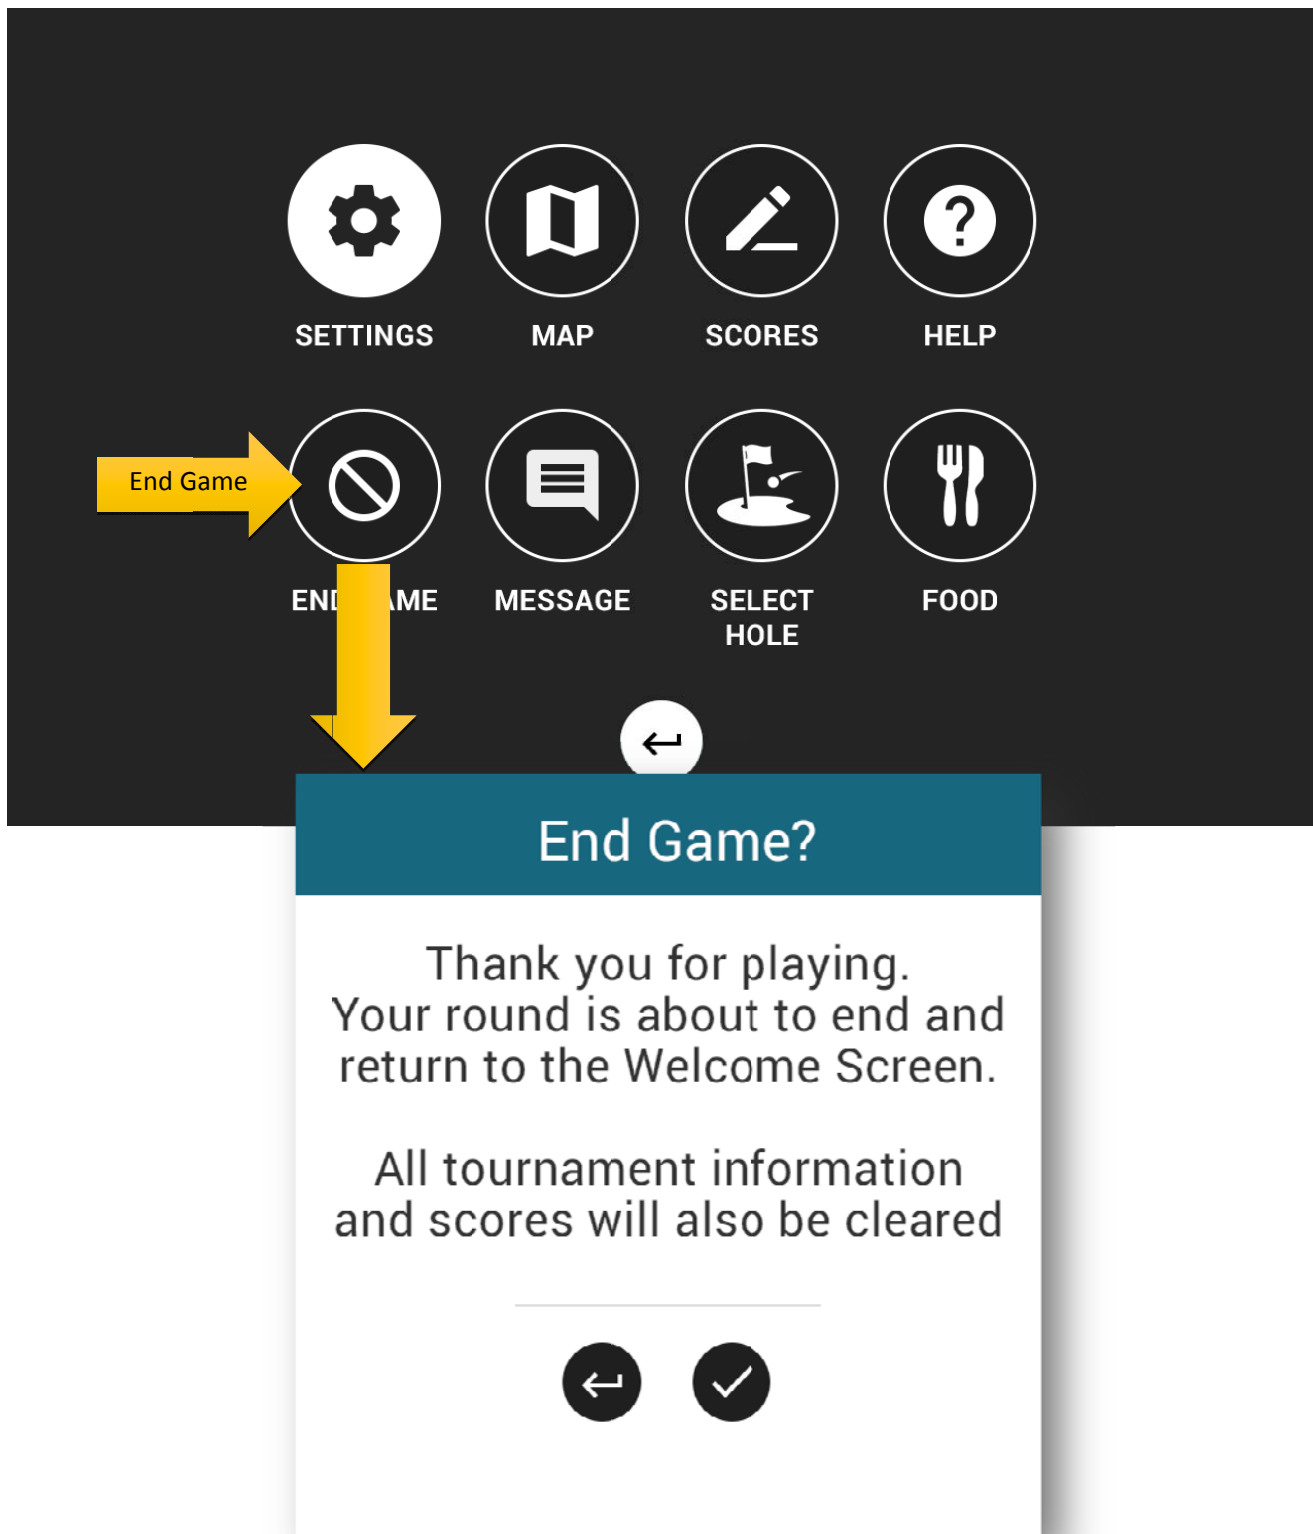 SETTINGS MAP SCORES HELP
End Game
MESSAGE SELECT FOOD
HOLE
End Game?
Thank you for playing.
Your round is about to end and
return to the Welcome Screen.
All tournament information
and scores will also be cleared